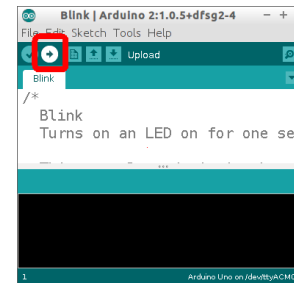 Blink | Arduino 2:1.0.5+dfsg2-4
File Edit Sketch Tools Help
Upload
Blink
/*
Blink
Turns on an LED on for one se
1
Arduino Uno on /dev/ttyACM0